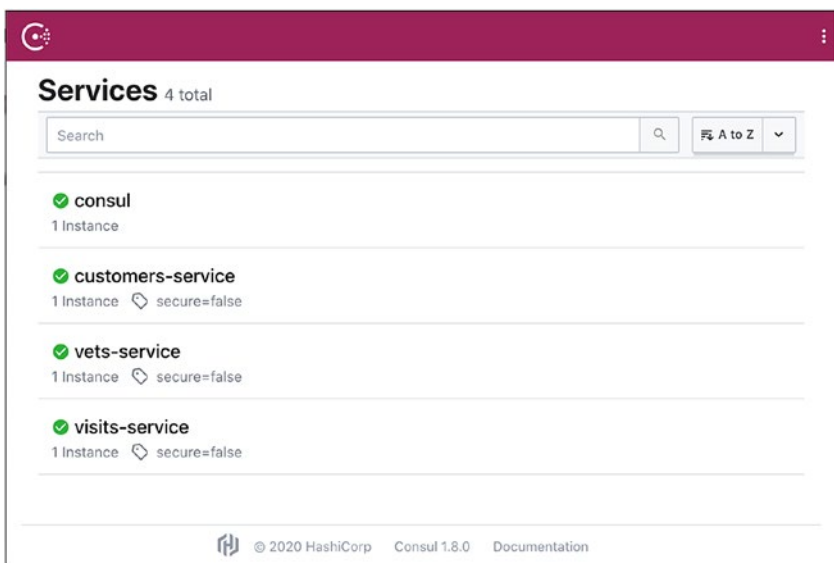 Services 4 total
Search
A to Z
consul
1 Instance
customers-service
1 Instance secure=false
vets-service
1 Instance secure=false
visits-service
1 Instance secure=false
© 2020 HashiCorp Consul 1.8.0 Documentation